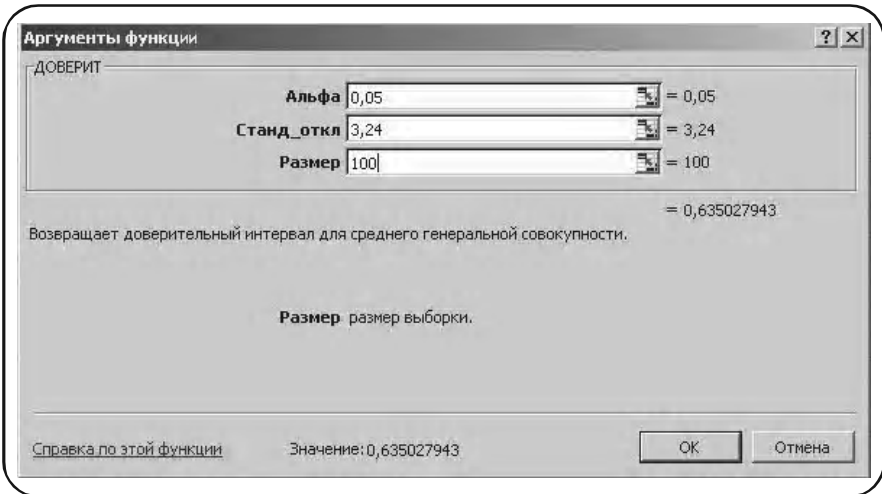 Аргументы функции
ДОВЕРИТ
Альфа 0,05 = 0,05
Станд_откл 3,24 = 3,24
Размер 100 = 100
= 0,635027943
Возвращает доверительный интервал для среднего генеральной совокупности.
Размер размер выборки.
Справка по этой функции Значение:0,635027943 OK Отмена